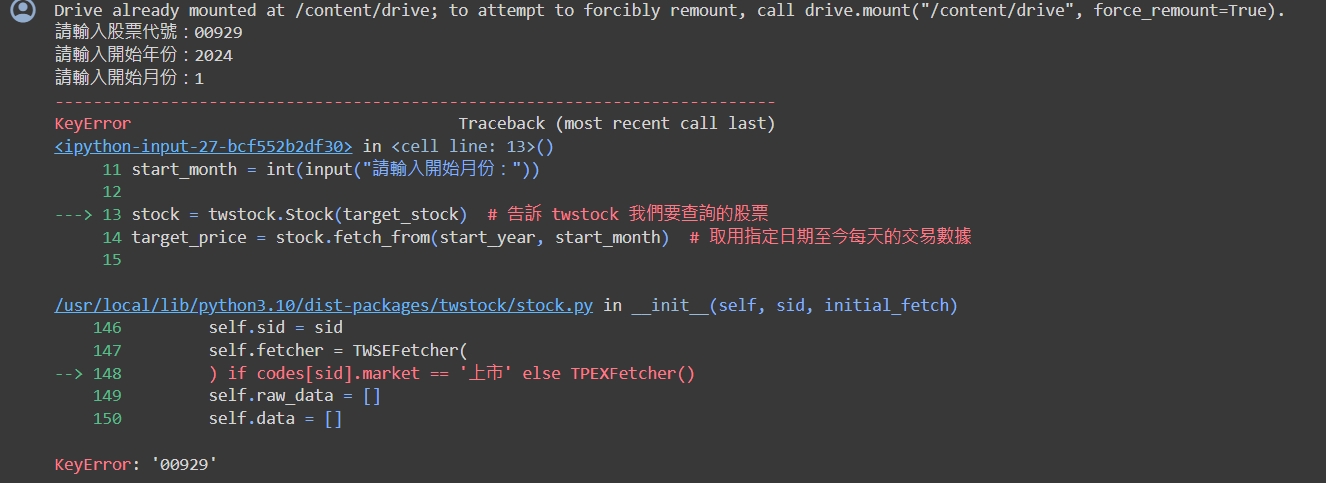 Drive already mounted at /content/drive; to attempt to forcibly remount, call drive.mount("/content/drive", force_remount=True).
請輸入股票代號：00929
請輸入開始年份：2024
請輸入開始月份：1
---------------------------------------------------------------------------
KeyError                                  Traceback (most recent call last)
<ipython-input-27-bcf552b2df30> in <cell line: 13>()
     11 start_month = int(input("請輸入開始月份："))
     12
---> 13 stock = twstock.Stock(target_stock)  # 告訴 twstock 我們要查詢的股票
     14 target_price = stock.fetch_from(start_year, start_month)  # 取用指定日期至今每天的交易數據
     15
/usr/local/lib/python3.10/dist-packages/twstock/stock.py in __init__(self, sid, initial_fetch)
    146         self.sid = sid
    147         self.fetcher = TWSEFetcher(
--> 148         ) if codes[sid].market == '上市' else TPEXFetcher()
    149         self.raw_data = []
    150         self.data = []
KeyError: '00929'